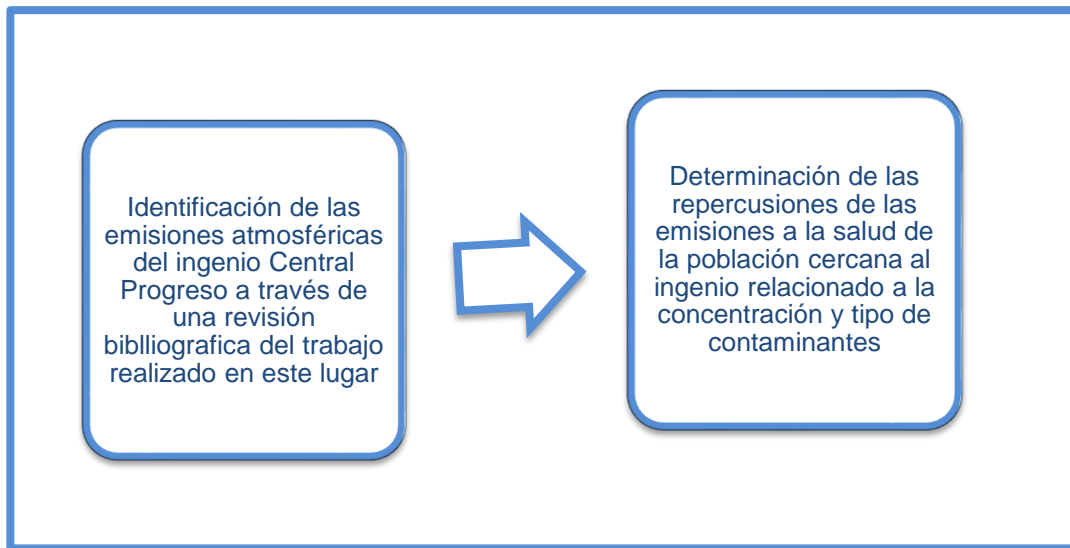 Identificación de las
emisiones atmosféricas
del ingenio Central
Progreso a través de
una revisión
biblliografica del trabajo
realizado en este lugar
Determinación de las
repercusiones de las
emisiones a la salud de
la población cercana al
ingenio relacionado a la
concentración y tipo de
contaminantes